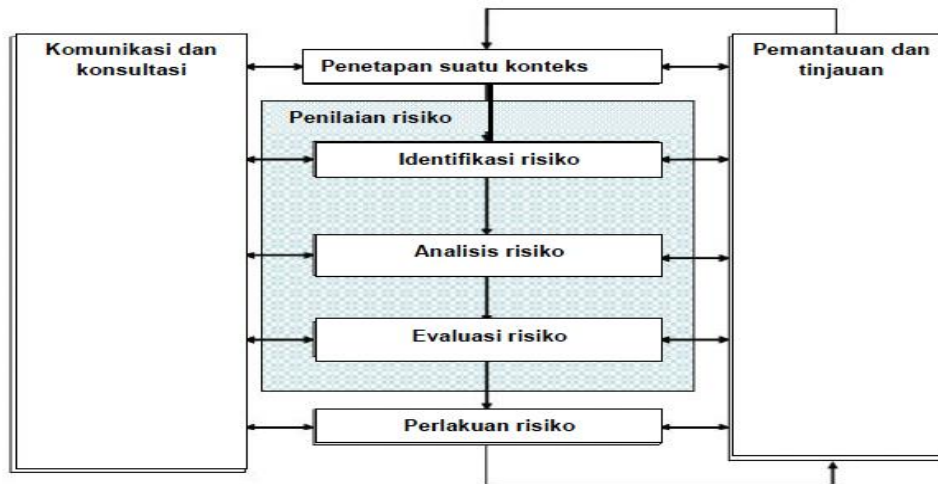 Komunikasi dan
konsultasi
Penetapan suatu konteks
Pemantauan dan
tinjauan
Penilaian risiko
Identifikasi risiko
Analisis risiko
Evaluasi risiko
Perlakuan risiko